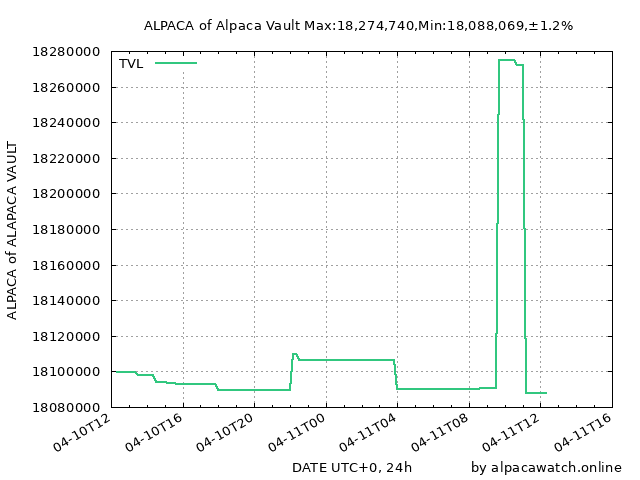 ALPACA of Alpaca Vault Max:18,274,740,Min:18,088,069,±1.2%
TVL
ALPACA of ALAPACA VAULT
18280000
18260000
18240000
18220000
18200000
18180000
18160000
18140000
18120000
18100000
18080000
04-10T12
04-10T16
04-10T20
04-11T00
04-11T04
04-11T08
04-11T12
04-11T16
DATE UTC+0, 24h
by alpacawatch.online